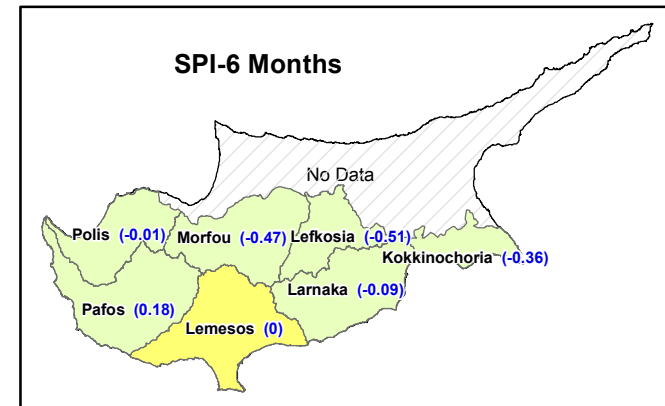 SPI-6 Months
No Data
Polis (-0.01)
Morfou (-0.47)
Lefkosia (-0.51)
Kokkinochoria (-0.36)
Pafos (0.18)
Larnaka (-0.09)
Lemesos (0)